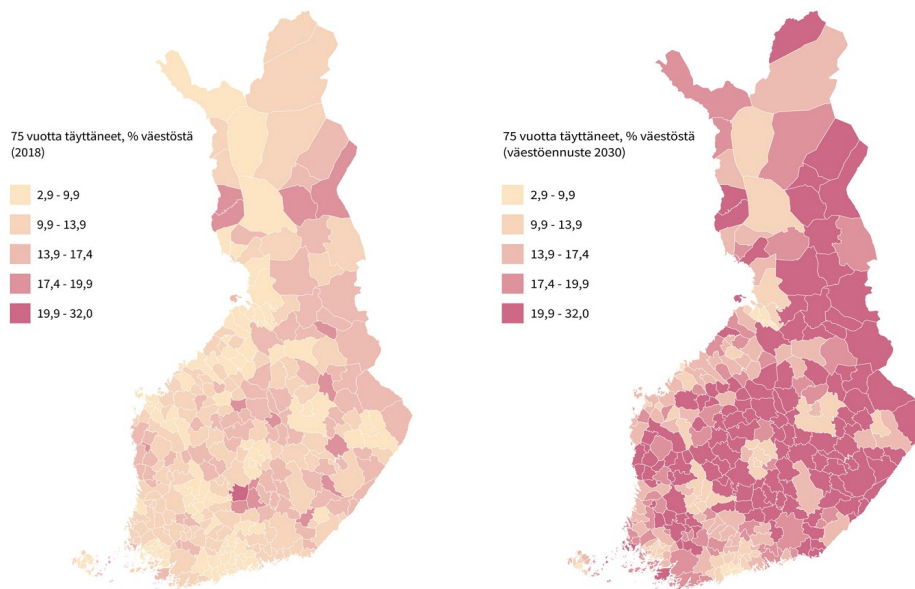 75 vuotta täyttäneet, % väestöstä
(2018)
2,9 - 9,9
9,9 - 13,9
13,9 - 17,4
17,4 - 19,9
19,9 - 32,0
75 vuotta täyttäneet, % väestöstä
(väestöennuste 2030)
2,9 - 9,9
9,9 - 13,9
13,9 - 17,4
17,4 - 19,9
19,9 - 32,0